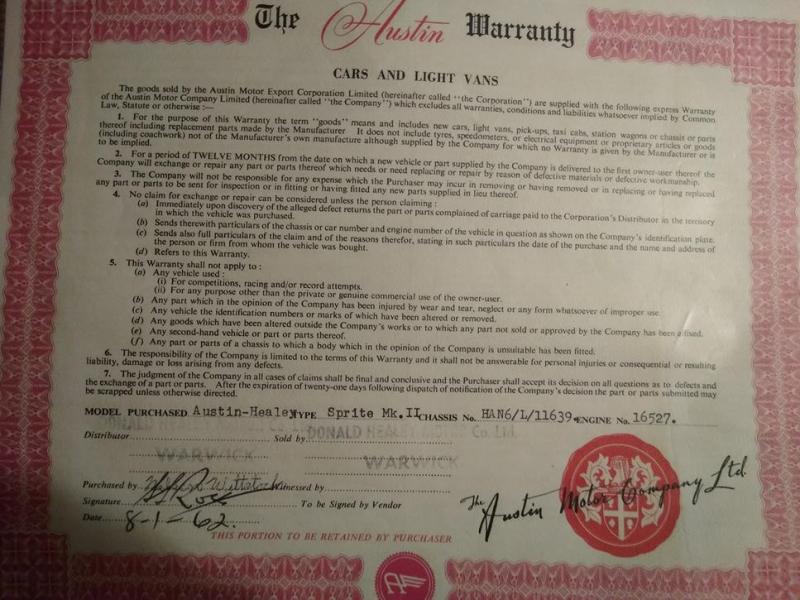 The Austin Warranty
CARS AND LIGHT VANS
The goods sold by the Austin Motor Export Corporation Limited (hereinafter called "the Corporation") are supplied with the following express Warranty
of the Austin Motor Company Limited (hereinafter called "the Company") which excludes all warranties, conditions and liabilities whatsoever implied by Common
Law, Statute or otherwise :—
1. For the purpose of this Warranty the term "goods" means and includes new cars, light vans, pick-ups, taxi cabs, station wagons or chassis or parts
thereof including replacement parts made by the Manufacturer It does not include tyres, speedometers, or electrical equipment or proprietary articles or goods
(including coachwork) not of the Manufacturer's own manufacture although supplied by the Company for which no Warranty is given by the Manufacturer or is
to be implied.
2. For a period of TWELVE MONTHS from the date on which a new vehicle or part supplied by the Company is delivered to the first owner-user thereof the
Company will exchange or repair any part or parts thereof which needs or need replacing or repair by reason of defective materials or defective workmanship.
3. The Company will not be responsible for any expense which the Purchaser may incur in removing or having removed or in replacing or having replaced
any part or parts to be sent for inspection or in fitting or having fitted any new parts supplied in lieu thereof.
4. No claim for exchange or repair can be considered unless the person claiming :
(a) Immediately upon discovery of the alleged defect returns the part or parts complained of carriage paid to the Corporation's Distributor in the territory
in which the vehicle was purchased.
(b) Sends therewith particulars of the chassis or car number and engine number of the vehicle in question as shown on the Company's identification plate.
(c) Sends also full particulars of the claim and of the reasons therefor, stating in such particulars the date of the purchase and the name and address of
the person or firm from whom the vehicle was bought.
(d) Refers to this Warranty.
5. This Warranty shall not apply to :
(a) Any vehicle used :
(i) For competitions, racing and/or record attempts.
(ii) For any purpose other than the private or genuine commercial use of the owner-user.
(b) Any part which in the opinion of the Company has been injured by wear and tear, neglect or any form whatsoever of improper use.
(c) Any vehicle the identification numbers or marks of which have been altered or removed.
(d) Any goods which have been altered outside the Company's works or to which any part not sold or approved by the Company has been affixed.
(e) Any second-hand vehicle or part or parts thereof.
(f) Any part or parts of a chassis to which a body which in the opinion of the Company is unsuitable has been fitted.
6. The responsibility of the Company is limited to the terms of this Warranty and it shall not be answerable for personal injuries or consequential or resulting
liability, damage or loss arising from any defects.
7. The judgment of the Company in all cases of claims shall be final and conclusive and the Purchaser shall accept its decision on all questions as to defects and
the exchange of a part or parts. After the expiration of twenty-one days following dispatch of notification of the Company's decision the part or parts submitted may
be scrapped unless otherwise directed.
MODEL PURCHASED Austin-Healey TYPE Sprite Mk.II CHASSIS No. HAN6/L/11639. ENGINE No. 16527.
DONALD HEALEY MOTOR Co. Ltd.
Distributor Sold by DONALD HEALEY MOTOR Co. Ltd.
WARWICK WARWICK
Purchased by Wittstock Witnessed by
Signature To be Signed by Vendor
Date 8-1-62.
The Austin Motor Company Ltd
THIS PORTION TO BE RETAINED BY PURCHASER